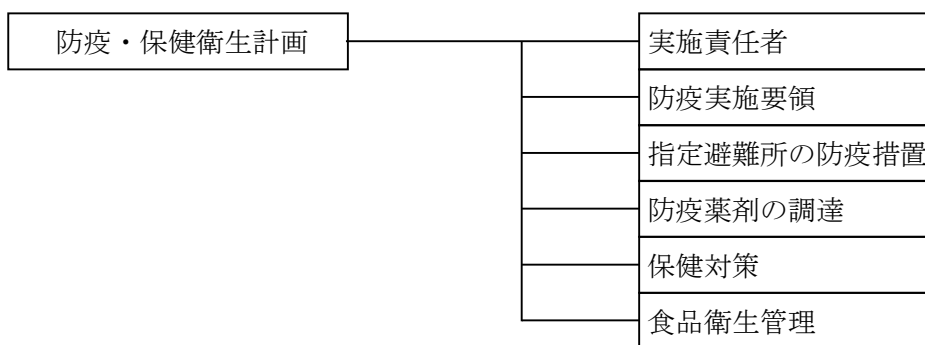 防疫・保健衛生計画
実施責任者
防疫実施要領
指定避難所の防疫措置
防疫薬剤の調達
保健対策
食品衛生管理